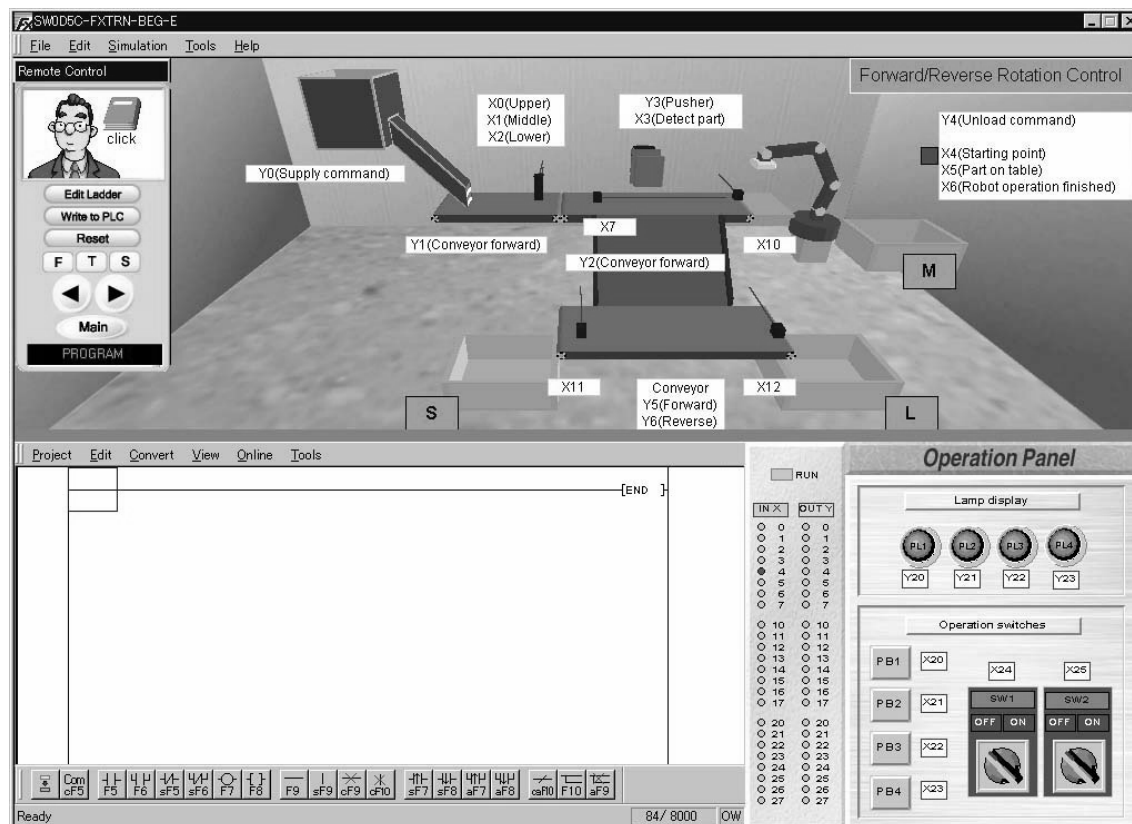 SW0D5C-FXTRN-BEG-E
File Edit Simulation Tools Help
Remote Control
click
Edit Ladder
Write to PLC
Reset
F T S
Main
PROGRAM
Forward/Reverse Rotation Control
X0(Upper)
X1(Middle)
X2(Lower)
Y3(Pusher)
X3(Detect part)
Y4(Unload command)
X4(Starting point)
X5(Part on table)
X6(Robot operation finished)
Y0(Supply command)
X7
Y1(Conveyor forward)
X10
Y2(Conveyor forward)
M
X11
Conveyor
Y5(Forward)
Y6(Reverse)
X12
S
L
Project Edit Convert View Online Tools
[END ]
RUN
IN X OUT Y
0 0
1 1
2 2
3 3
4 4
5 5
6 6
7 7
10 10
11 11
12 12
13 13
14 14
15 15
16 16
17 17
20 20
21 21
22 22
23 23
24 24
25 25
26 26
27 27
Operation Panel
Lamp display
PL1 PL2 PL3 PL4
Y20 Y21 Y22 Y23
Operation switches
PB1 X20
X24 X25
PB2 X21
SW1 SW2
OFF ON OFF ON
PB3 X22
PB4 X23
Com
cF5 F5 F6 sF5 sF6 F7 F8 F9 sF9 cF9 cF10 sF7 sF8 aF7 aF8 caF10 F10 aF9
Ready 84/ 8000 OW